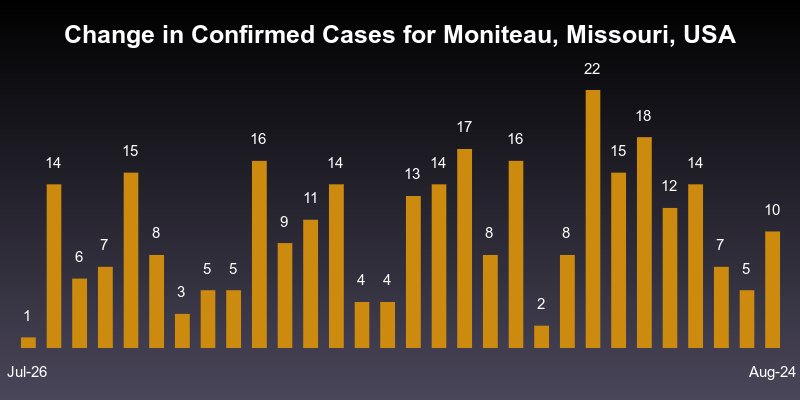 Change in Confirmed Cases for Moniteau, Missouri, USA
1 14 6 7 15 8 3 5 5 16 9 11 14 4 4 13 14 17 8 16 2 8 22 15 18 12 14 7 5 10
Jul-26 Aug-24